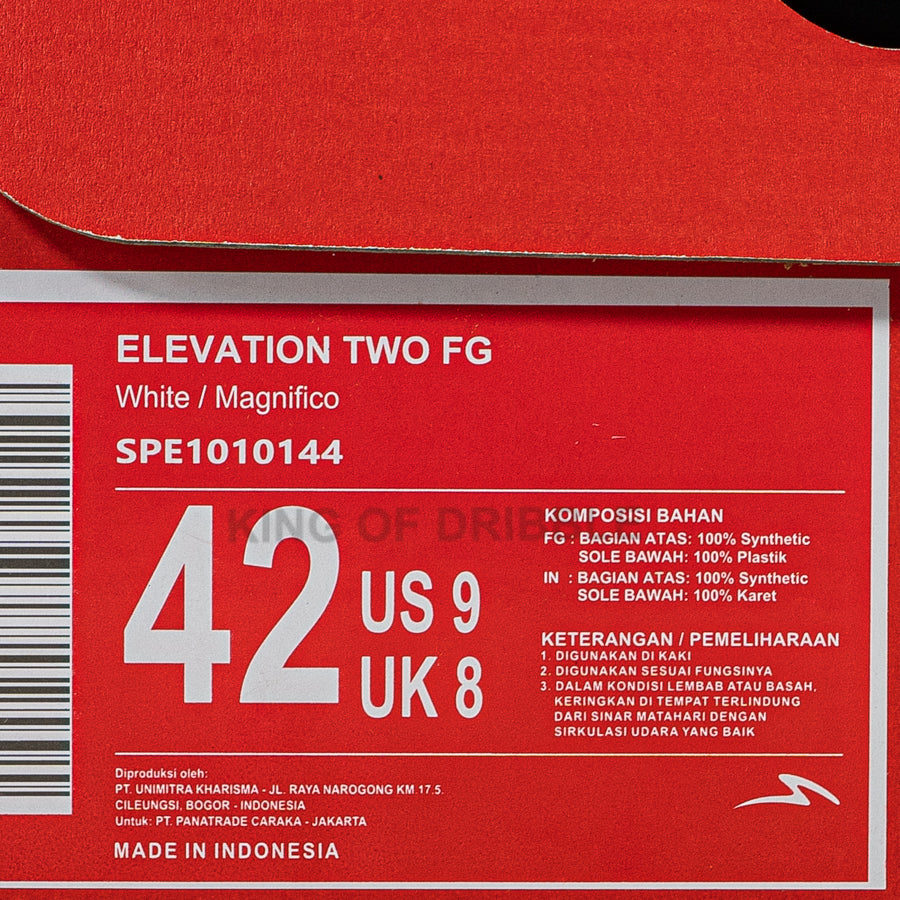 ELEVATION TWO FG
White / Magnifico
SPE1010144
KING OF DRIBBLE
42
US 9
UK 8
KOMPOSISI BAHAN
FG : BAGIAN ATAS: 100% Synthetic
SOLE BAWAH: 100% Plastik
IN : BAGIAN ATAS: 100% Synthetic
SOLE BAWAH: 100% Karet
KETERANGAN / PEMELIHARAAN
1. DIGUNAKAN DI KAKI
2. DIGUNAKAN SESUAI FUNGSINYA
3. DALAM KONDISI LEMBAB ATAU BASAH,
KERINGKAN DI TEMPAT TERLINDUNG
DARI SINAR MATAHARI DENGAN
SIRKULASI UDARA YANG BAIK
Diproduksi oleh:
PT. UNIMITRA KHARISMA - JL. RAYA NAROGONG KM.17.5.
CILEUNGSI, BOGOR - INDONESIA
Untuk: PT. PANATRADE CARAKA - JAKARTA
MADE IN INDONESIA